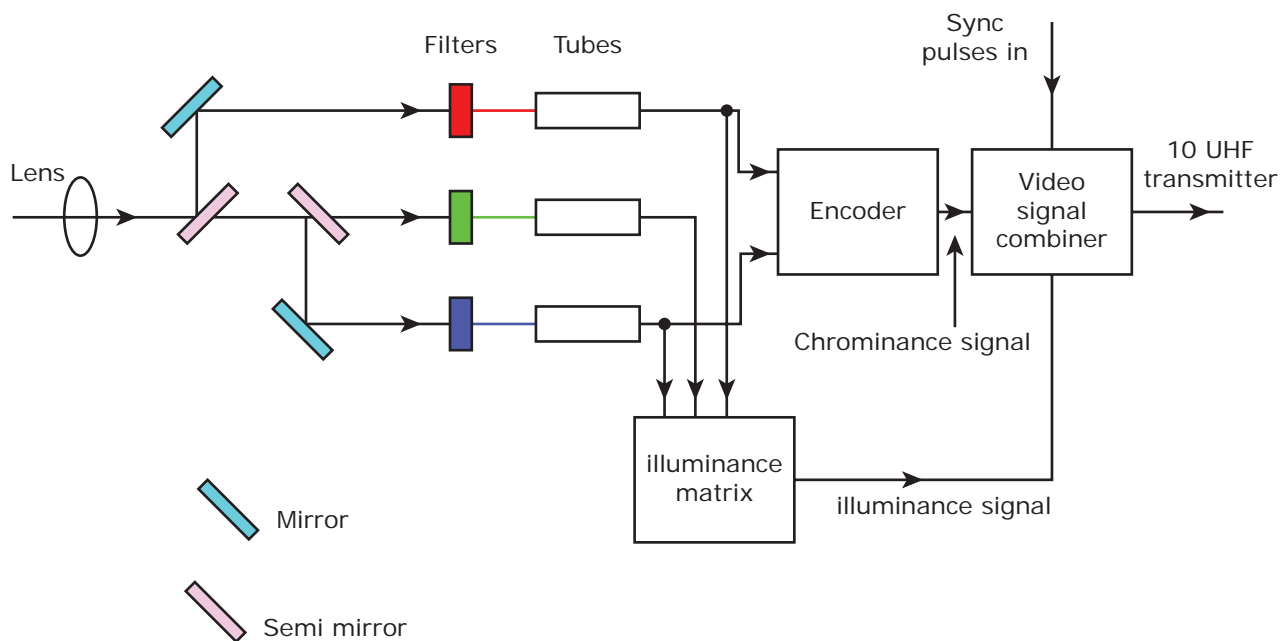 Sync
pulses in
Filters
Tubes
10 UHF
transmitter
Lens
Encoder
Video
signal
combiner
Chrominance signal
illuminance
matrix
illuminance signal
Mirror
Semi mirror